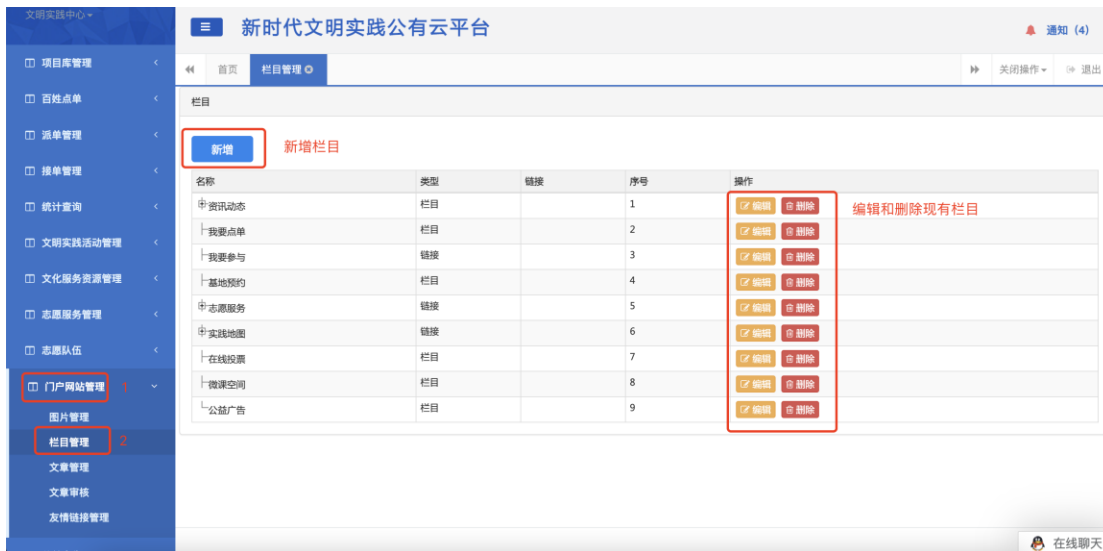 文明实践中心
新时代文明实践公有云平台
通知 (4)
项目库管理
首页 栏目管理
关闭操作 退出
百姓点单
栏目
派单管理
新增 新增栏目
接单管理
名称 类型 链接 序号 操作
统计查询
资讯动态 栏目 1 编辑 删除 编辑和删除现有栏目
我要点单 栏目 2 编辑 删除
文明实践活动管理
我要参与 链接 3 编辑 删除
文化服务资源管理
基地预约 栏目 4 编辑 删除
志愿服务管理
志愿服务 链接 5 编辑 删除
实践地图 链接 6 编辑 删除
志愿队伍
在线投票 栏目 7 编辑 删除
门户网站管理 1
微课空间 栏目 8 编辑 删除
图片管理
公益广告 栏目 9 编辑 删除
栏目管理 2
文章管理
文章审核
友情链接管理
在线聊天